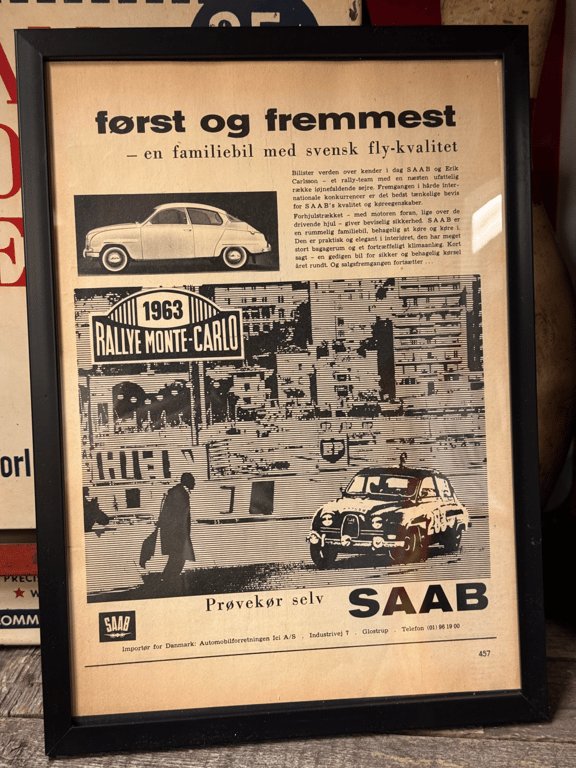 først og fremmest
– en familiebil med svensk fly-kvalitet
Bilister verden over kender i dag SAAB og Erik
Carlsson – et rally-team med en næsten ufattelig
række iøjnefaldende sejre. Fremgangen i hårde inter-
nationale konkurrencer er det bedst tænkelige bevis
for SAAB's kvalitet og køreegenskaber.
Forhjulstrækket – med motoren foran, lige over de
drivende hjul – giver beviselig sikkerhed. SAAB er
en rummelig familiebil, behagelig at køre og køre i.
Den er praktisk og elegant i interiøret, den har meget
stort bagagerum og et fortræffeligt klimaanlæg. Kort
sagt – en gedigen bil for sikker og behagelig kørsel
året rundt. Og salgsfremgangen fortsætter ...
1963
RALLYE MONTE-CARLO
BP
Prøvekør selv SAAB
SAAB
Importør for Danmark: Automobilforretningen Ici A/S . Industrivej 7 . Glostrup . Telefon (01) 96 19 00
457
orl
PRECIS
W
OMM